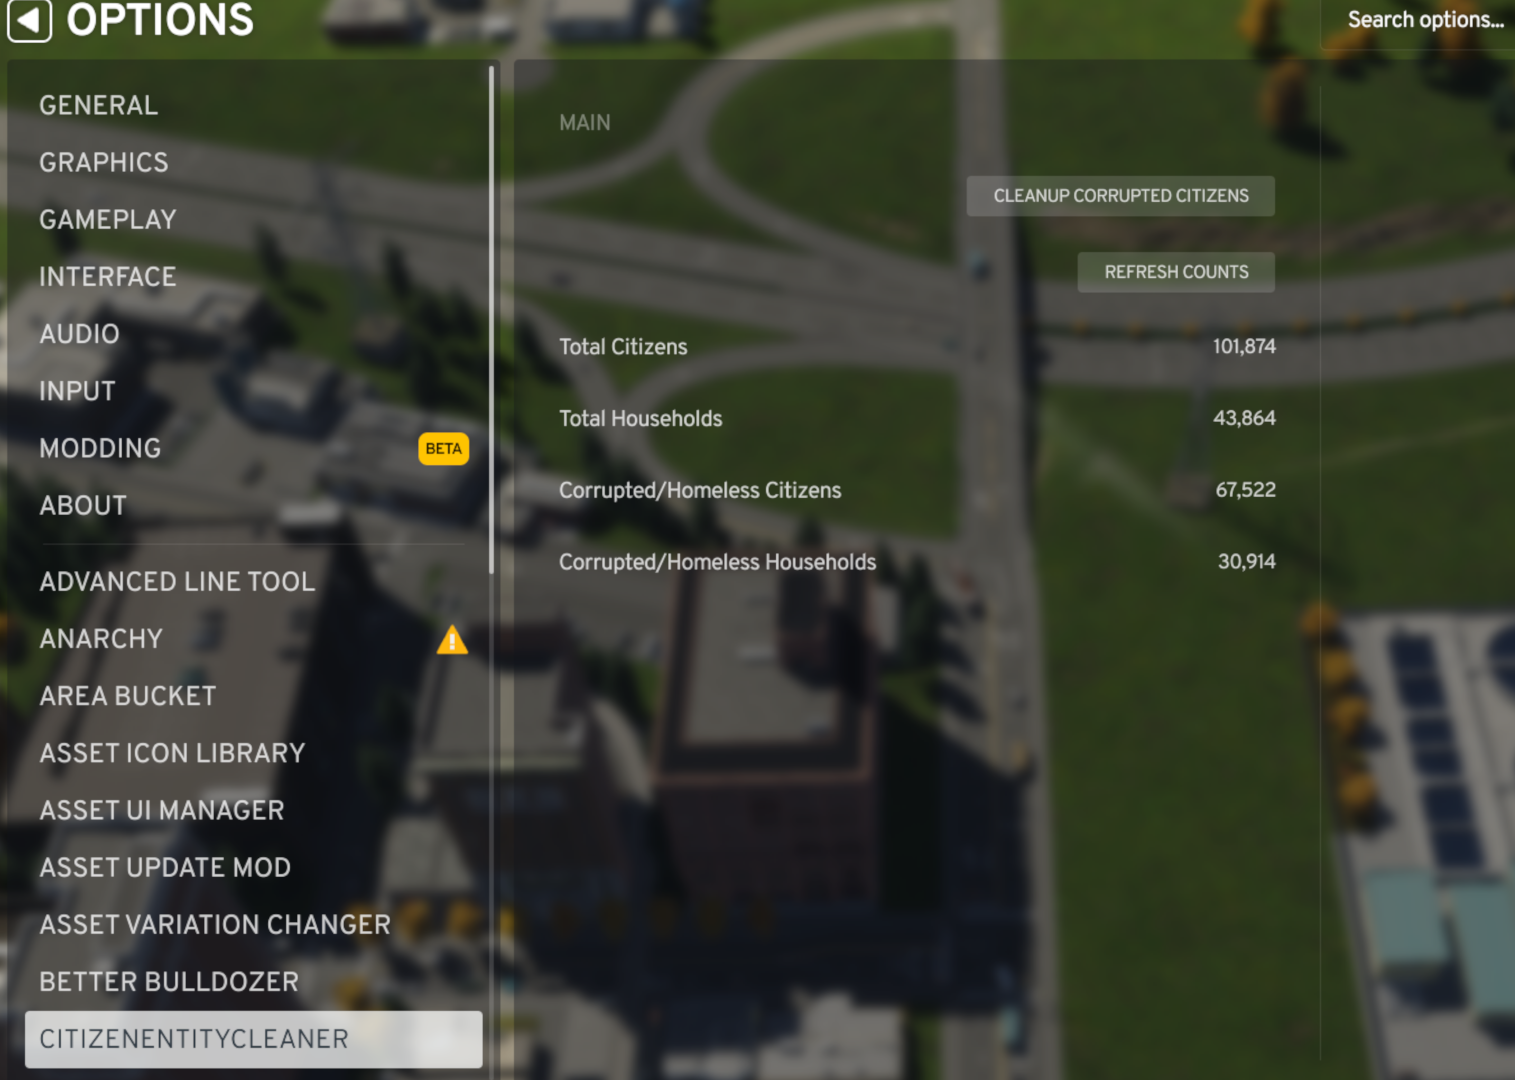 OPTIONS
Search options...
GENERAL
GRAPHICS
GAMEPLAY
INTERFACE
AUDIO
INPUT
MODDING
BETA
ABOUT
ADVANCED LINE TOOL
ANARCHY
AREA BUCKET
ASSET ICON LIBRARY
ASSET UI MANAGER
ASSET UPDATE MOD
ASSET VARIATION CHANGER
BETTER BULLDOZER
CITIZENENTITYCLEANER
MAIN
CLEANUP CORRUPTED CITIZENS
REFRESH COUNTS
Total Citizens 101,874
Total Households 43,864
Corrupted/Homeless Citizens 67,522
Corrupted/Homeless Households 30,914